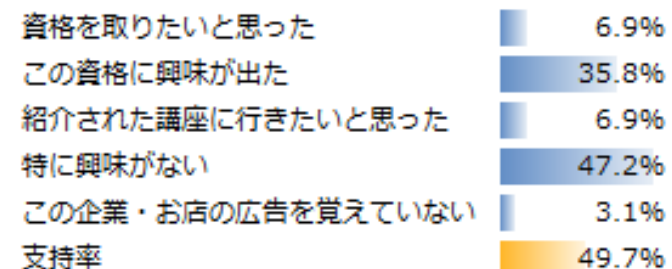 資格を取りたいと思った 6.9%
この資格に興味が出た 35.8%
紹介された講座に行きたいと思った 6.9%
特に興味がない 47.2%
この企業・お店の広告を覚えていない 3.1%
支持率 49.7%